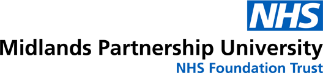 NHS
Midlands Partnership University
NHS Foundation Trust